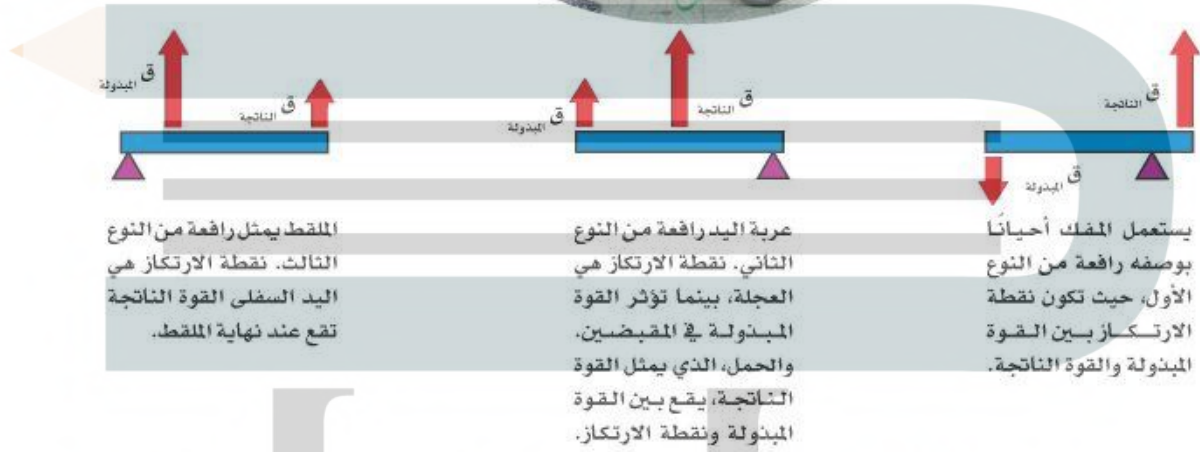 ق الناتجة
ق المبذولة
يستعمل المفك أحيانًا
بوصفه رافعة من النوع
الأول، حيث تكون نقطة
الارتكاز بين القوة
المبذولة والقوة الناتجة.
ق المبذولة
ق الناتجة
عربة اليد رافعة من النوع
الثاني. نقطة الارتكاز هي
العجلة، بينما تؤثر القوة
المبذولة في المقبضين.
والحمل، الذي يمثل القوة
الناتجة، يقع بين القوة
المبذولة ونقطة الارتكاز.
ق المبذولة
ق الناتجة
الملقط يمثل رافعة من النوع
الثالث. نقطة الارتكاز هي
اليد السفلى القوة الناتجة
تقع عند نهاية الملقط.